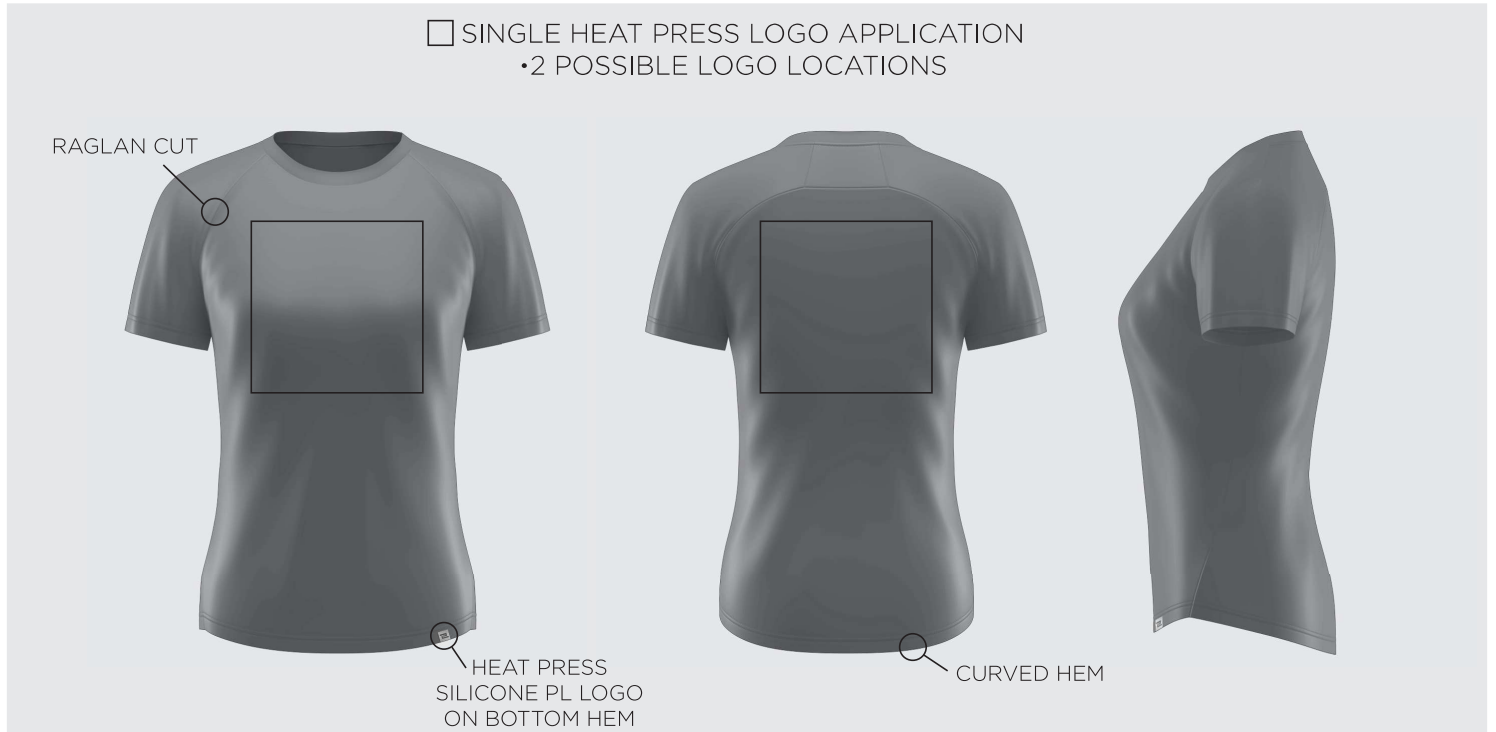 SINGLE HEAT PRESS LOGO APPLICATION
•2 POSSIBLE LOGO LOCATIONS
RAGLAN CUT
HEAT PRESS
SILICONE PL LOGO
ON BOTTOM HEM
CURVED HEM